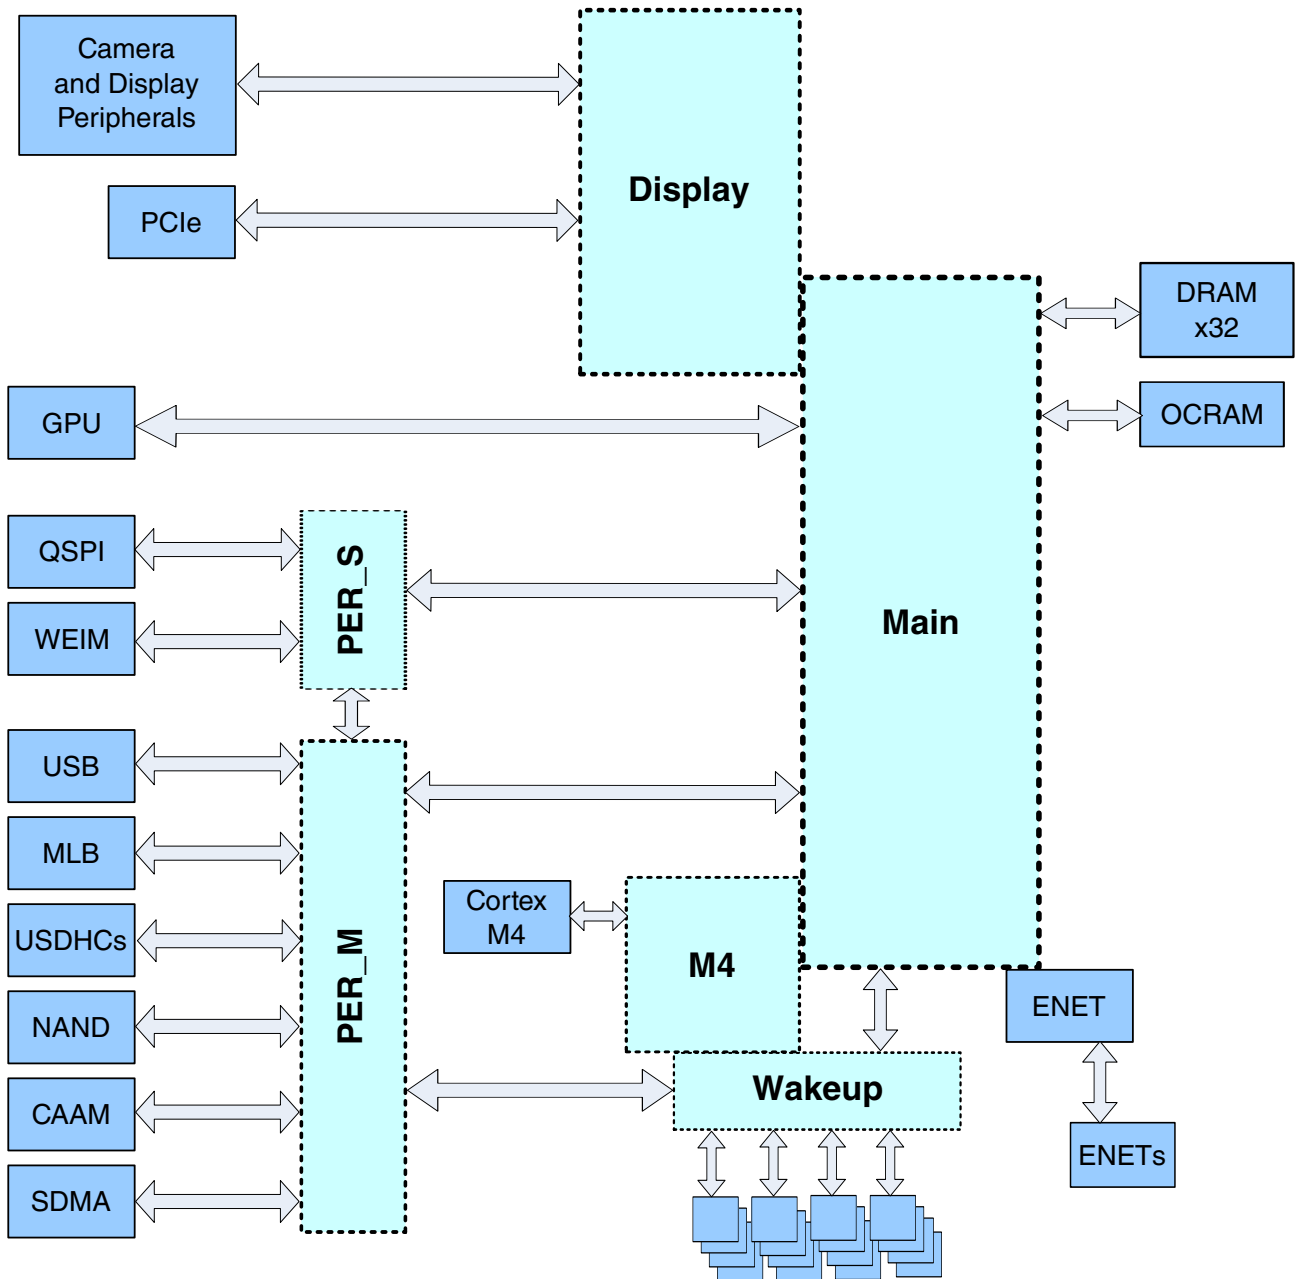 Camera
and Display
Peripherals
Display
PCIe
DRAM
x32
GPU
OCRAM
QSPI
PER_S
WEIM
Main
USB
MLB
Cortex
M4
USDHCs
PER_M
M4
NAND
ENET
Wakeup
CAAM
ENETs
SDMA